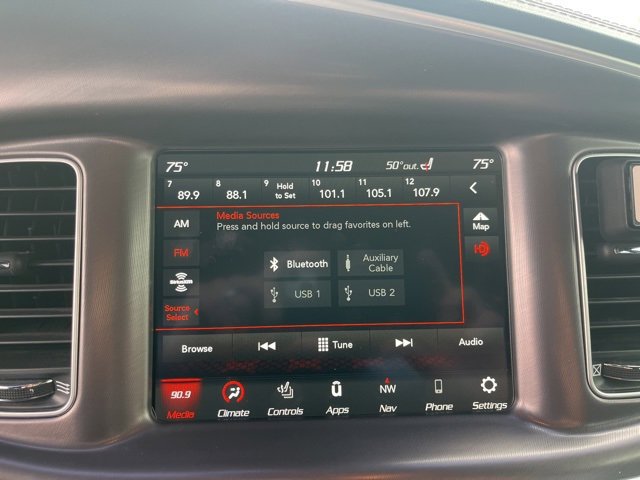 75° 11:58 50°out. 75°
7 8 9 Hold 10 11 12
89.9 88.1 to Set 101.1 105.1 107.9
Media Sources
Press and hold source to drag favorites on left.
AM
Map
FM
HD
Bluetooth Auxiliary Cable
SiriusXM
USB 1 USB 2
Source
Select
Browse Tune Audio
90.9 NW
Media Climate Controls Apps Nav Phone Settings